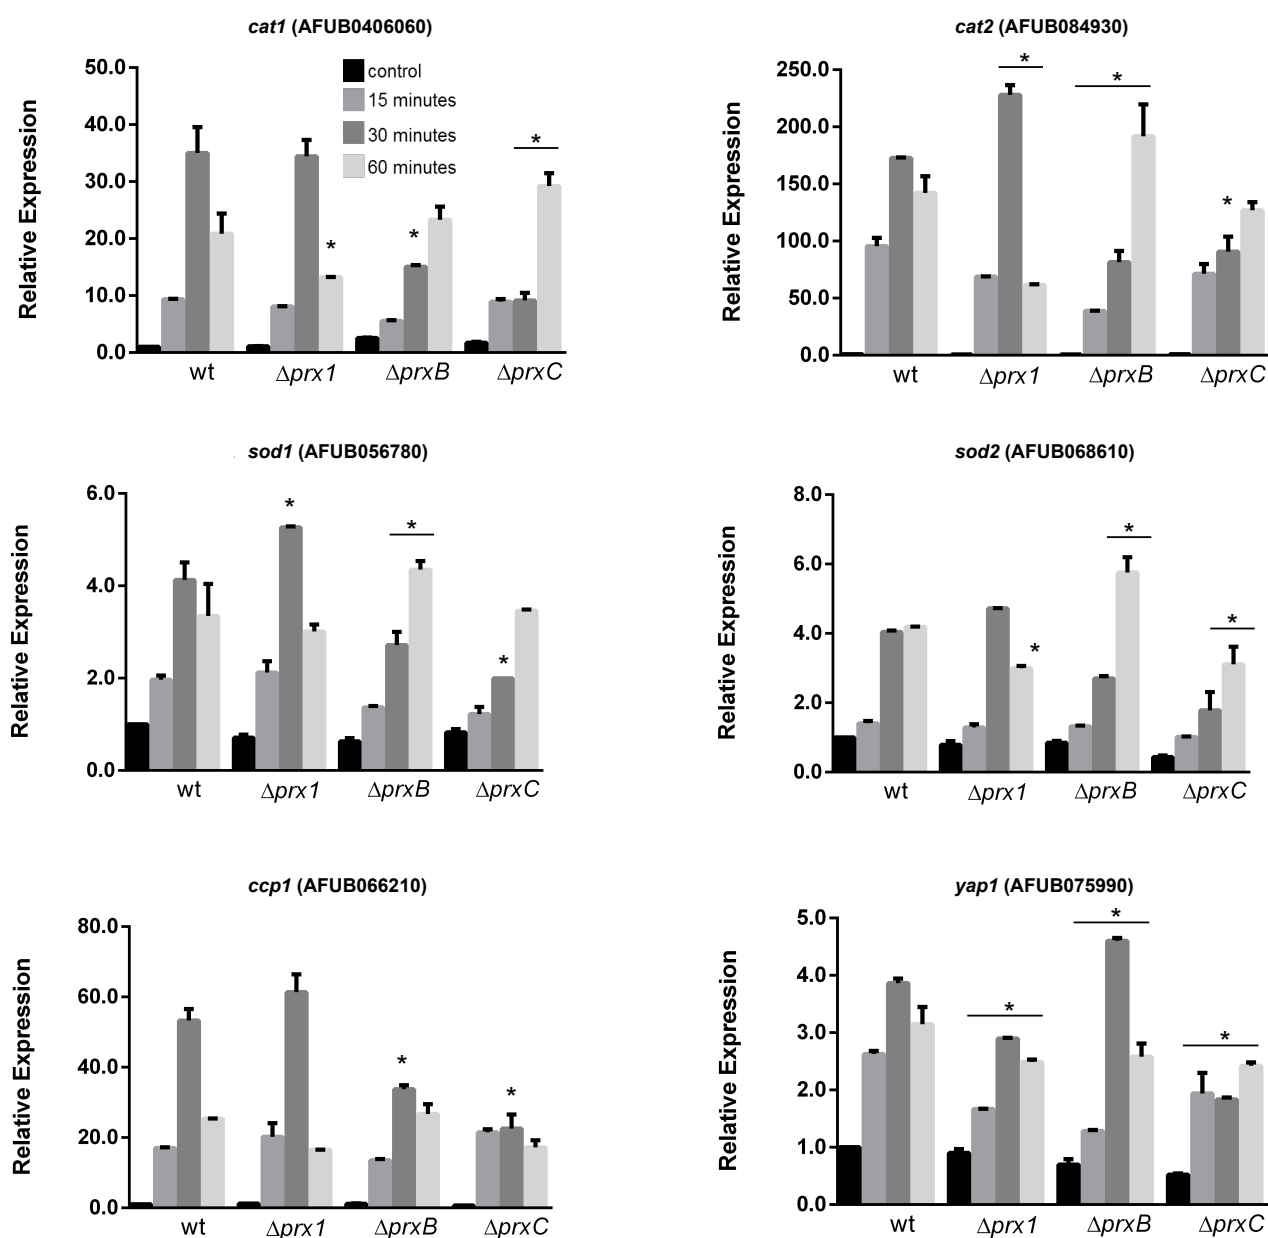 cat1 (AFUB0406060)
Relative Expression
50.0
40.0
30.0
20.0
10.0
0.0
control
15 minutes
30 minutes
60 minutes
*
*
*
wt
Δprx1
ΔprxB
ΔprxC
cat2 (AFUB084930)
Relative Expression
250.0
200.0
150.0
100.0
50.0
0.0
*
*
*
wt
Δprx1
ΔprxB
ΔprxC
sod1 (AFUB056780)
Relative Expression
6.0
4.0
2.0
0.0
*
*
*
wt
Δprx1
ΔprxB
ΔprxC
sod2 (AFUB068610)
Relative Expression
8.0
6.0
4.0
2.0
0.0
*
*
*
wt
Δprx1
ΔprxB
ΔprxC
ccp1 (AFUB066210)
Relative Expression
80.0
60.0
40.0
20.0
0.0
*
*
wt
Δprx1
ΔprxB
ΔprxC
yap1 (AFUB075990)
Relative Expression
5.0
4.0
3.0
2.0
1.0
0.0
*
*
*
wt
Δprx1
ΔprxB
ΔprxC